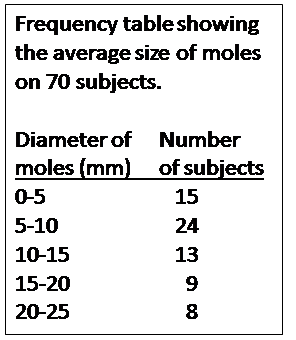 Frequency table showing
the average size of moles
on 70 subjects.
Diameter of Number
moles (mm) of subjects
0-5 15
5-10 24
10-15 13
15-20 9
20-25 8